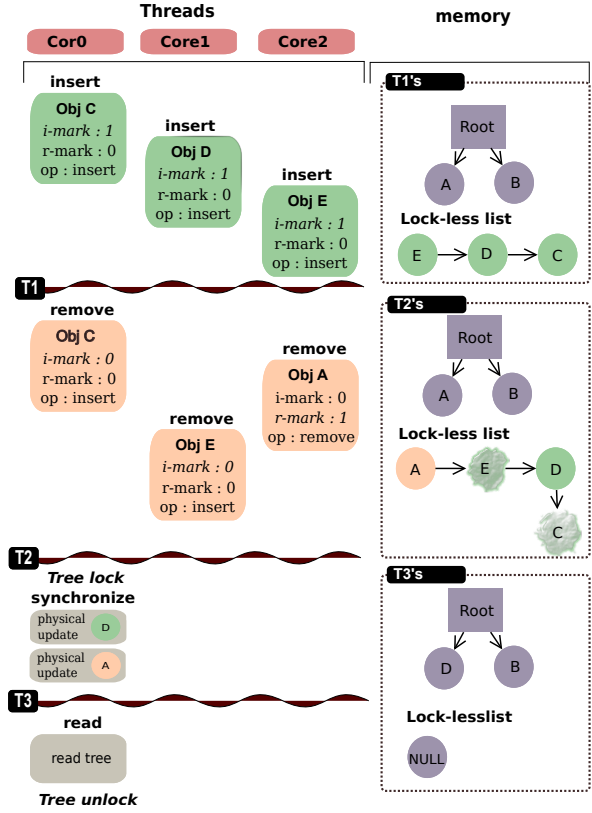 Threads
memory
Cor0
Core1
Core2
insert
Obj C
i-mark : 1
r-mark : 0
op : insert
insert
Obj D
i-mark : 1
r-mark : 0
op : insert
insert
Obj E
i-mark : 1
r-mark : 0
op : insert
T1's
Root
A
B
Lock-less list
E
D
C
T1
remove
Obj C
i-mark : 0
r-mark : 0
op : insert
remove
Obj E
i-mark : 0
r-mark : 0
op : insert
remove
Obj A
i-mark : 0
r-mark : 1
op : remove
T2's
Root
A
B
Lock-less list
A
E
D
C
T2
Tree lock
synchronize
physical
update
D
physical
update
A
T3's
Root
D
B
Lock-lesslist
NULL
T3
read
read tree
Tree unlock